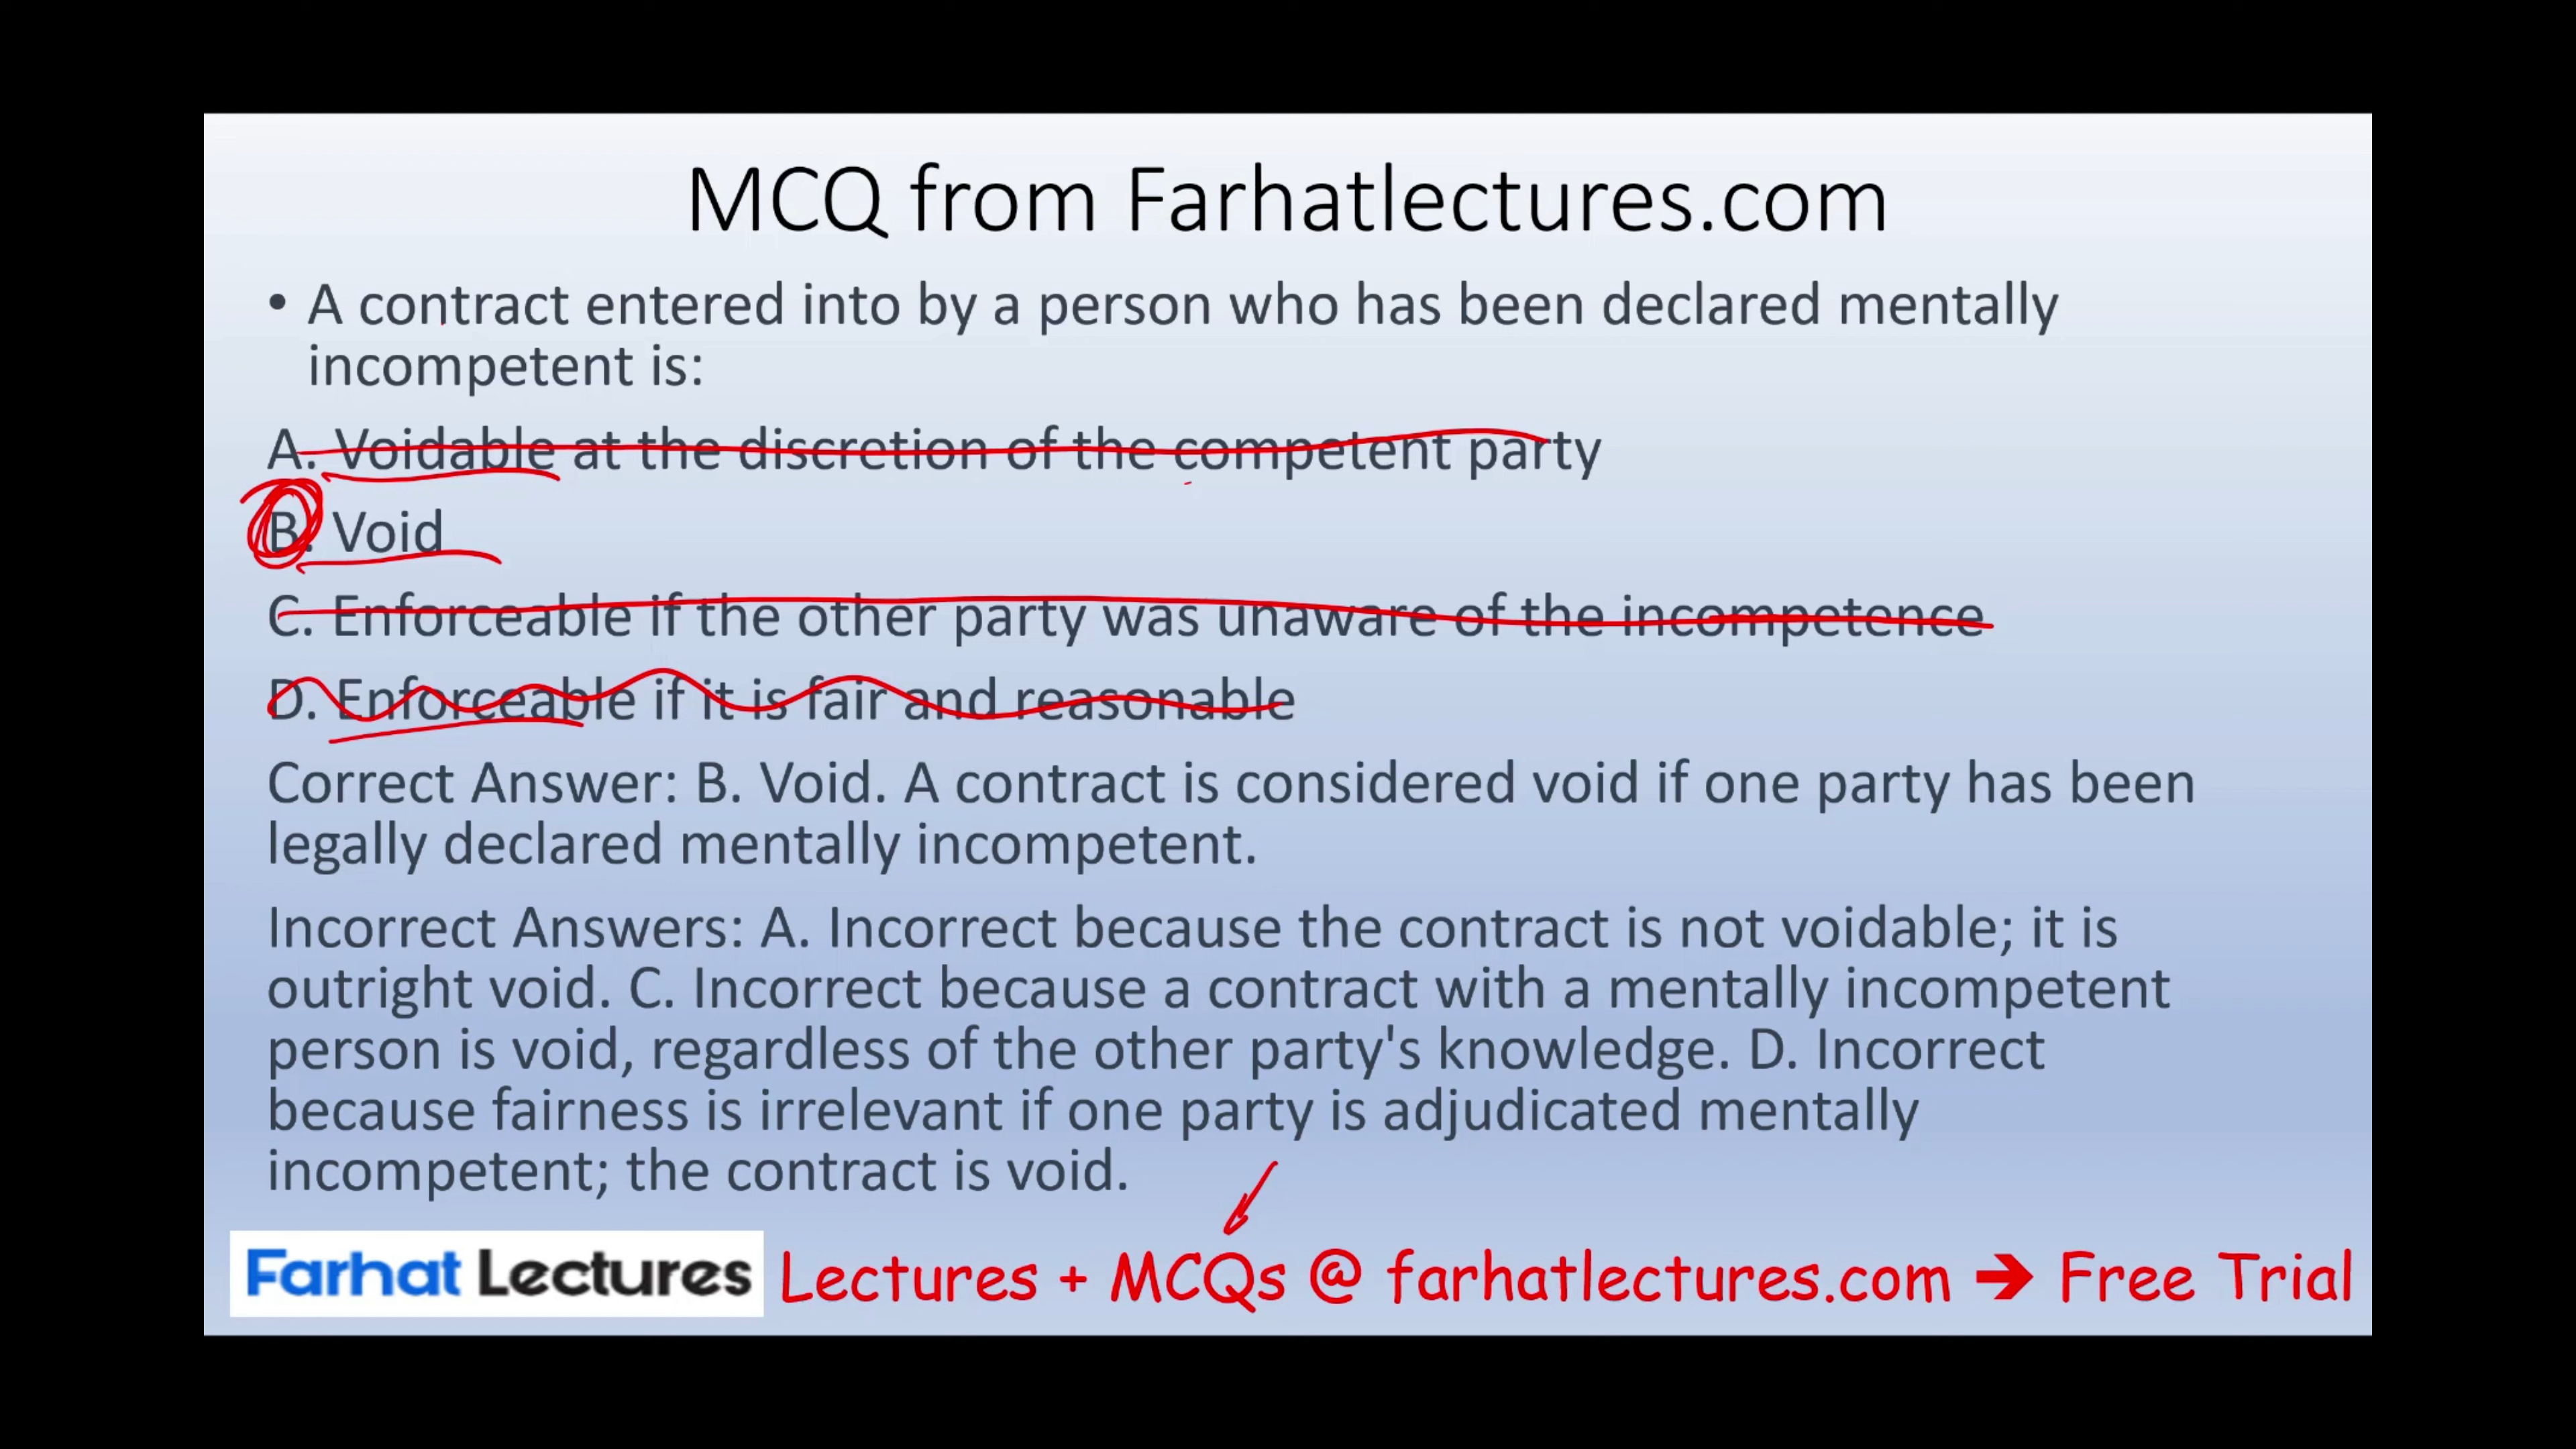 MCQ from Farhatlectures.com
• A contract entered into by a person who has been declared mentally
incompetent is:
A. Voidable at the discretion of the competent party
B. Void
C. Enforceable if the other party was unaware of the incompetence
D. Enforceable if it is fair and reasonable
Correct Answer: B. Void. A contract is considered void if one party has been
legally declared mentally incompetent.
Incorrect Answers: A. Incorrect because the contract is not voidable; it is
outright void. C. Incorrect because a contract with a mentally incompetent
person is void, regardless of the other party's knowledge. D. Incorrect
because fairness is irrelevant if one party is adjudicated mentally
incompetent; the contract is void.
Farhat Lectures Lectures + MCQs @ farhatlectures.com ➔ Free Trial